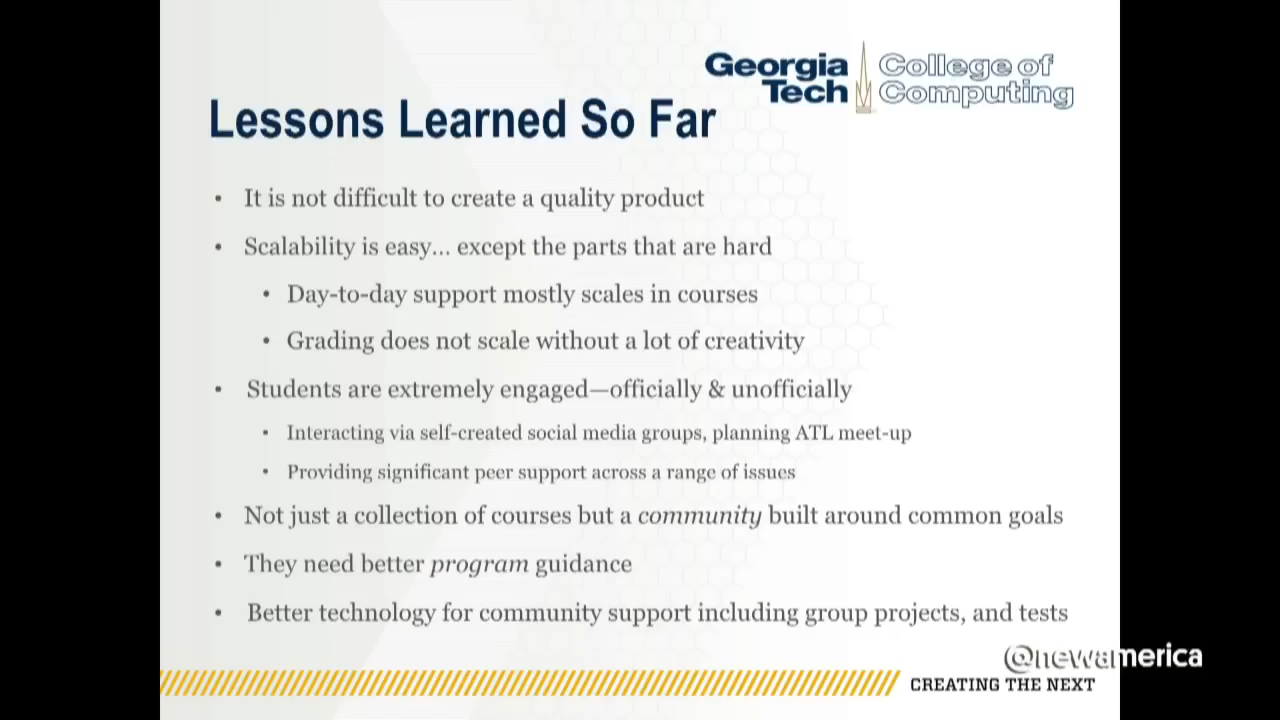 Georgia Tech
College of Computing
Lessons Learned So Far
• It is not difficult to create a quality product
• Scalability is easy... except the parts that are hard
• Day-to-day support mostly scales in courses
• Grading does not scale without a lot of creativity
• Students are extremely engaged—officially & unofficially
• Interacting via self-created social media groups, planning ATL meet-up
• Providing significant peer support across a range of issues
• Not just a collection of courses but a community built around common goals
• They need better program guidance
• Better technology for community support including group projects, and tests
@newamerica
CREATING THE NEXT